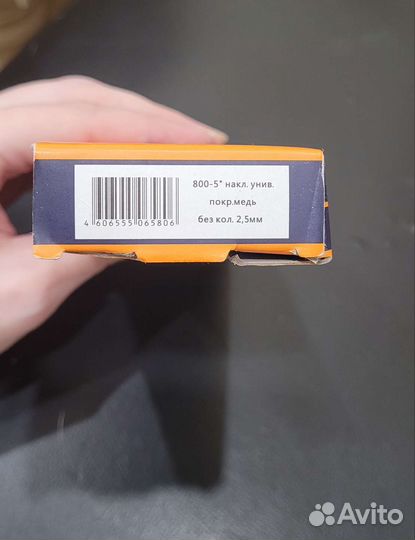 800-5" накл. унив.
покр.медь
без кол. 2,5мм
4 606555 065806
Avito